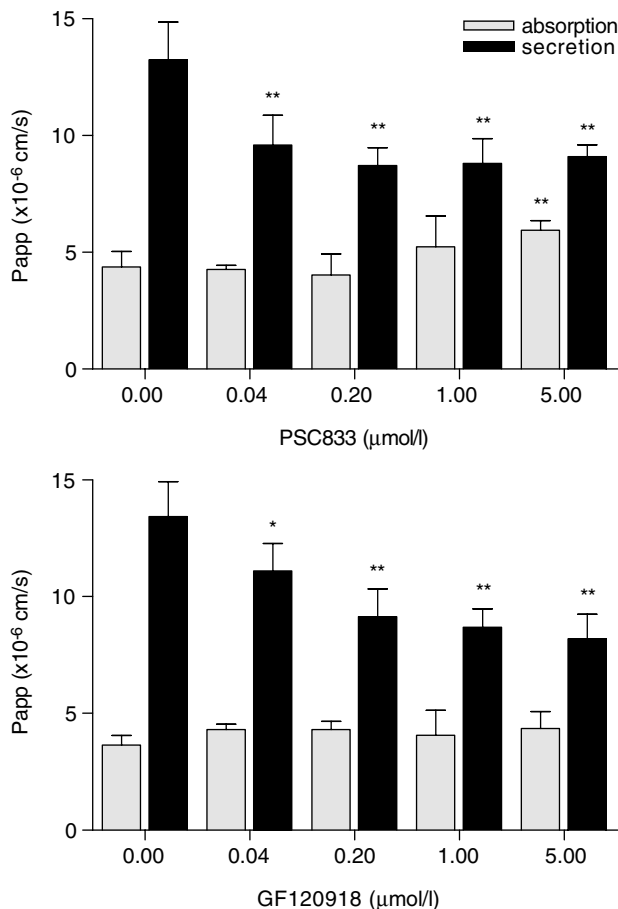 absorption
secretion
15
10
5
0
Papp (x10-6 cm/s)
**
**
**
**
**
0.00 0.04 0.20 1.00 5.00
PSC833 (μmol/l)
15
10
5
0
Papp (x10-6 cm/s)
*
**
**
**
0.00 0.04 0.20 1.00 5.00
GF120918 (μmol/l)